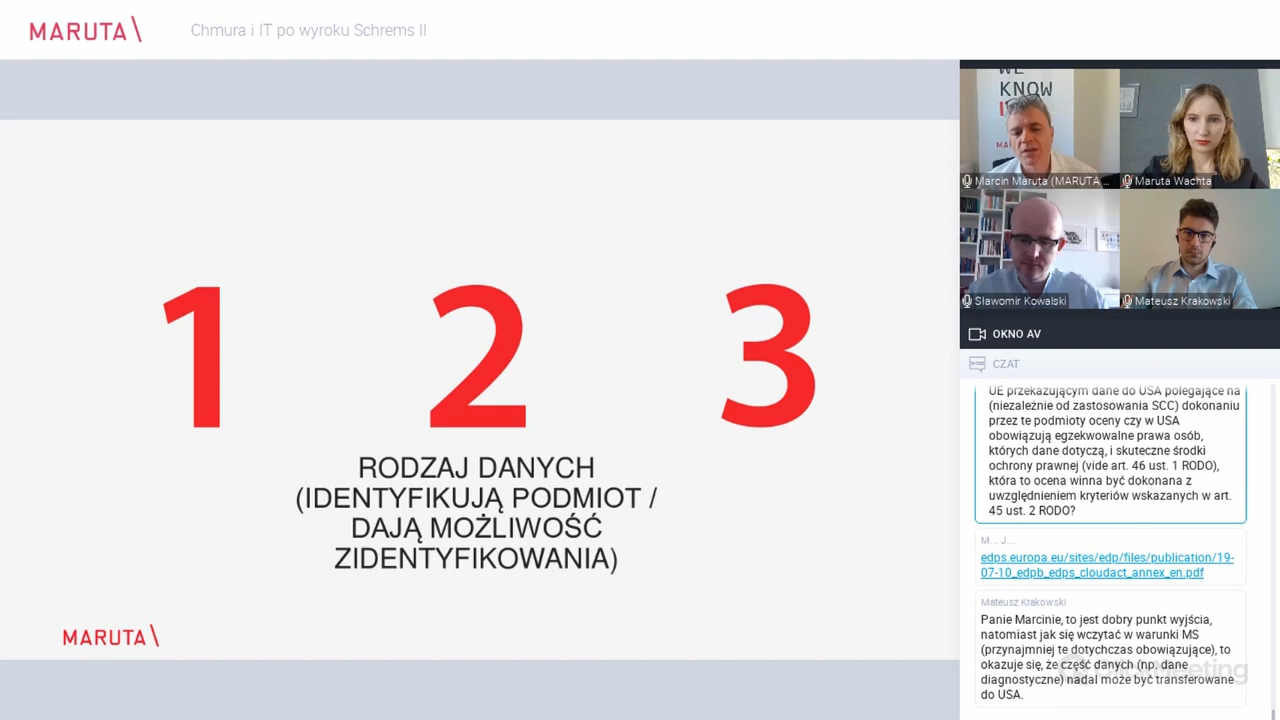 MARUTA\
Chmura i IT po wyroku Schrems II
1 2 3
RODZAJ DANYCH
(IDENTYFIKUJĄ PODMIOT /
DAJĄ MOŻLIWOŚĆ
ZIDENTYFIKOWANIA)
MARUTA\
WE
KNOW
Marcin Maruta (MARUTA ...
Maruta Wachta
Sławomir Kowalski
Mateusz Krakowski
OKNO AV
CZAT
UE przekazującym dane do USA polegające na
(niezależnie od zastosowania SCC) dokonaniu
przez te podmioty oceny czy w USA
obowiązują egzekwowalne prawa osób,
których dane dotyczą, i skuteczne środki
ochrony prawnej (vide art. 46 ust. 1 RODO),
która to ocena winna być dokonana z
uwzględnieniem kryteriów wskazanych w art.
45 ust. 2 RODO?
M... J...
edps.europa.eu/sites/edp/files/publication/19-
07-10_edpb_edps_cloudact_annex_en.pdf
Mateusz Krakowski
Panie Marcinie, to jest dobry punkt wyjścia,
natomiast jak się wczytać w warunki MS
(przynajmniej te dotychczas obowiązujące), to
okazuje się, że część danych (np. dane
diagnostyczne) nadal może być transferowane
do USA.
ClickMeeting